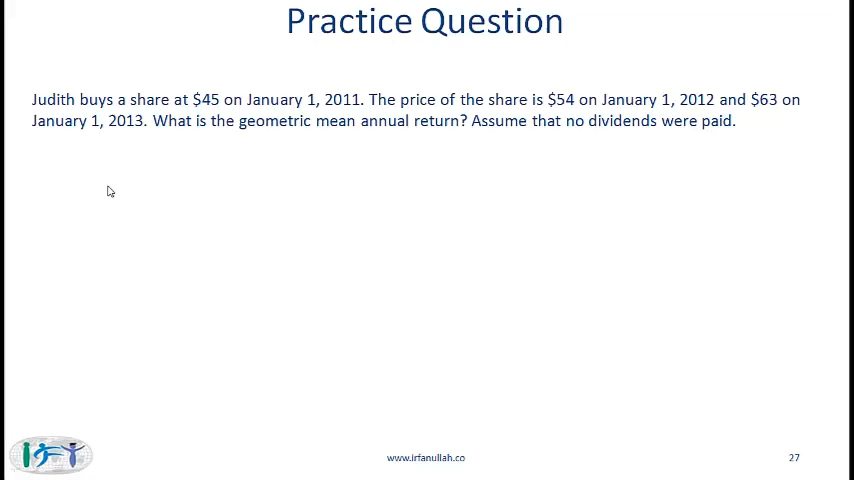 Practice Question
Judith buys a share at $45 on January 1, 2011. The price of the share is $54 on January 1, 2012 and $63 on
January 1, 2013. What is the geometric mean annual return? Assume that no dividends were paid.
www.irfanullah.co
27